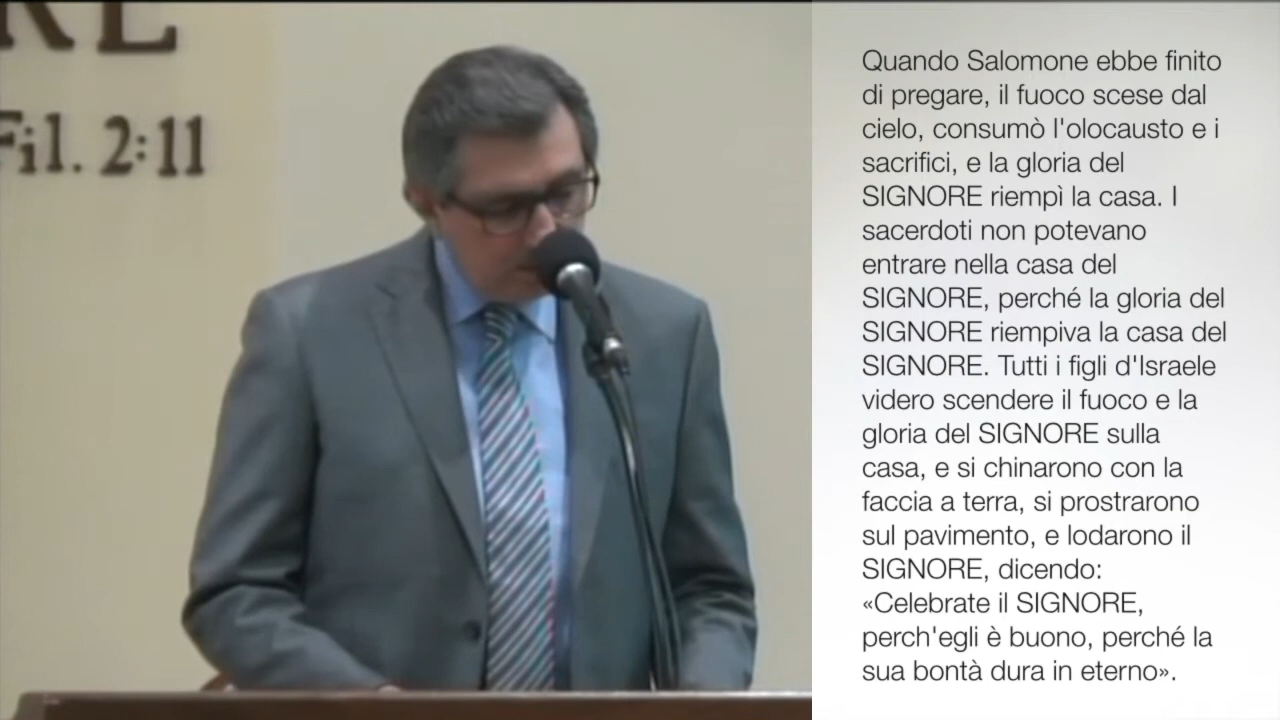 RE
Fil. 2:11
Quando Salomone ebbe finito
di pregare, il fuoco scese dal
cielo, consumò l'olocausto e i
sacrifici, e la gloria del
SIGNORE riempì la casa. I
sacerdoti non potevano
entrare nella casa del
SIGNORE, perché la gloria del
SIGNORE riempiva la casa del
SIGNORE. Tutti i figli d'Israele
videro scendere il fuoco e la
gloria del SIGNORE sulla
casa, e si chinarono con la
faccia a terra, si prostrarono
sul pavimento, e lodarono il
SIGNORE, dicendo:
«Celebrate il SIGNORE,
perch'egli è buono, perché la
sua bontà dura in eterno».